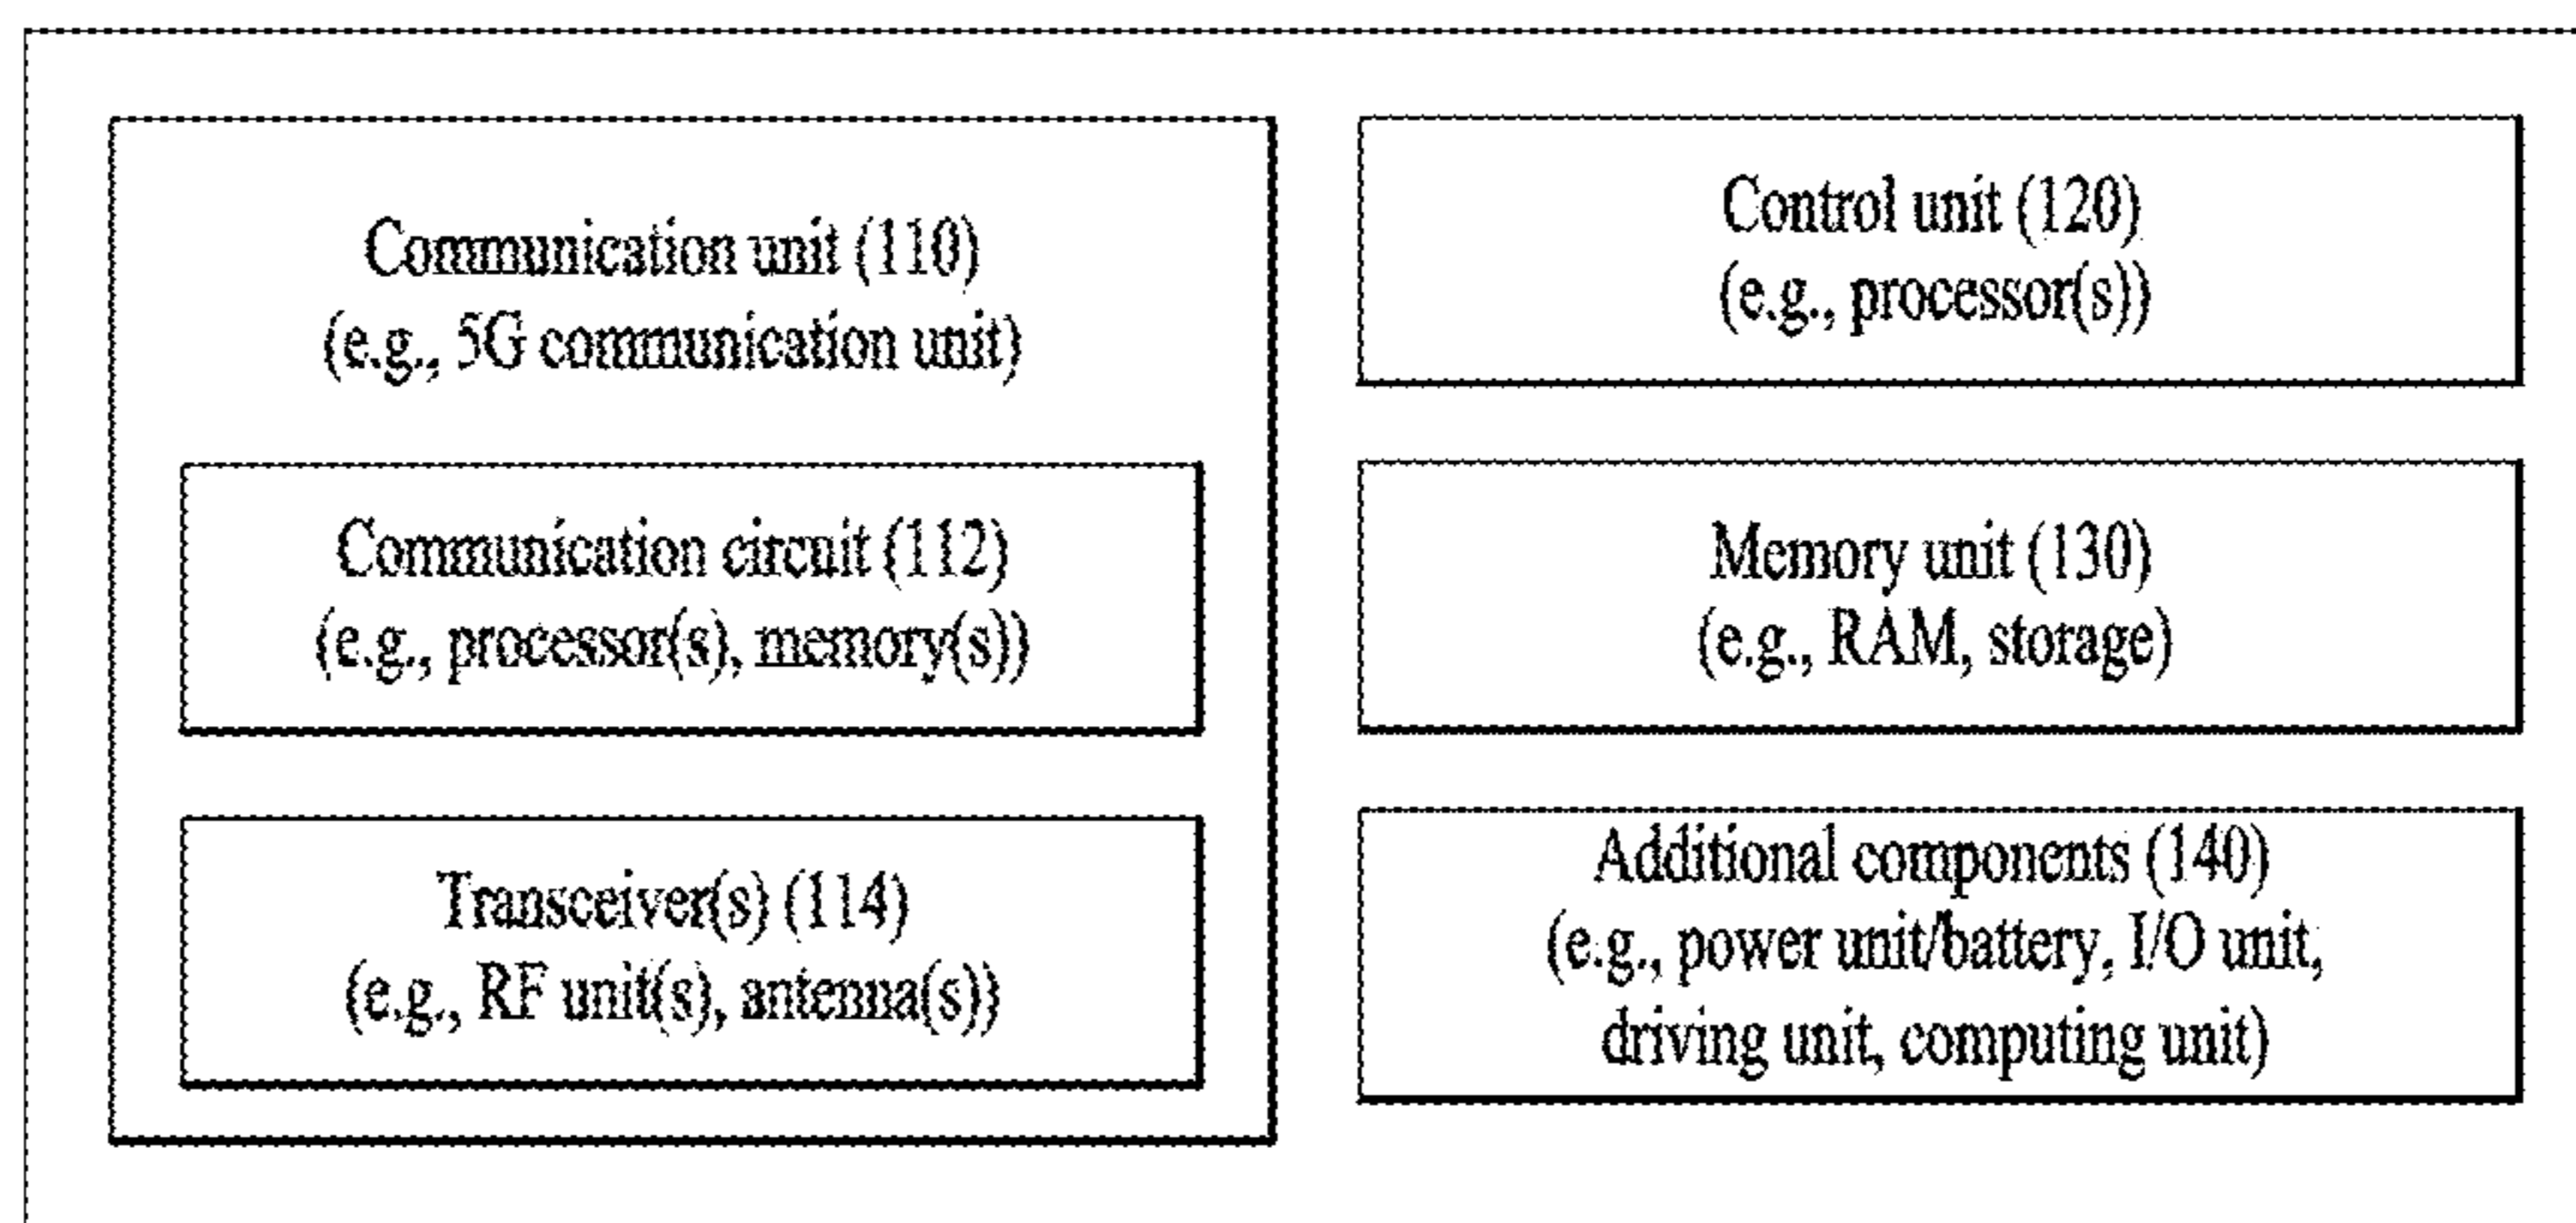 Communication unit (110)
(e.g., 5G communication unit)
Communication circuit (112)
(e.g., processor(s), memory(s))
Transceiver(s) (114)
(e.g., RF unit(s), antenna(s))
Control unit (120)
(e.g., processor(s))
Memory unit (130)
(e.g., RAM, storage)
Additional components (140)
(e.g., power unit/battery, I/O unit,
driving unit, computing unit)